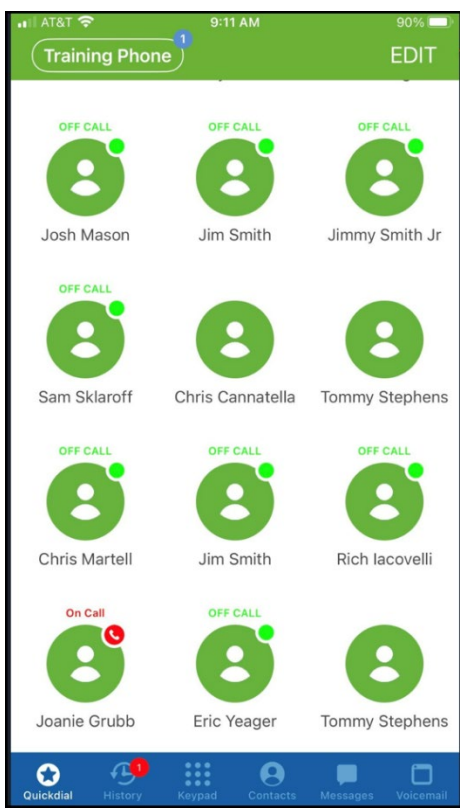 AT&T 9:11 AM 90%
Training Phone 1 EDIT
OFF CALL OFF CALL OFF CALL
Josh Mason Jim Smith Jimmy Smith Jr
OFF CALL
Sam Sklaroff Chris Cannatella Tommy Stephens
OFF CALL OFF CALL OFF CALL
Chris Martell Jim Smith Rich Iacovelli
On Call OFF CALL
Joanie Grubb Eric Yeager Tommy Stephens
1
Quickdial History Keypad Contacts Messages Voicemail